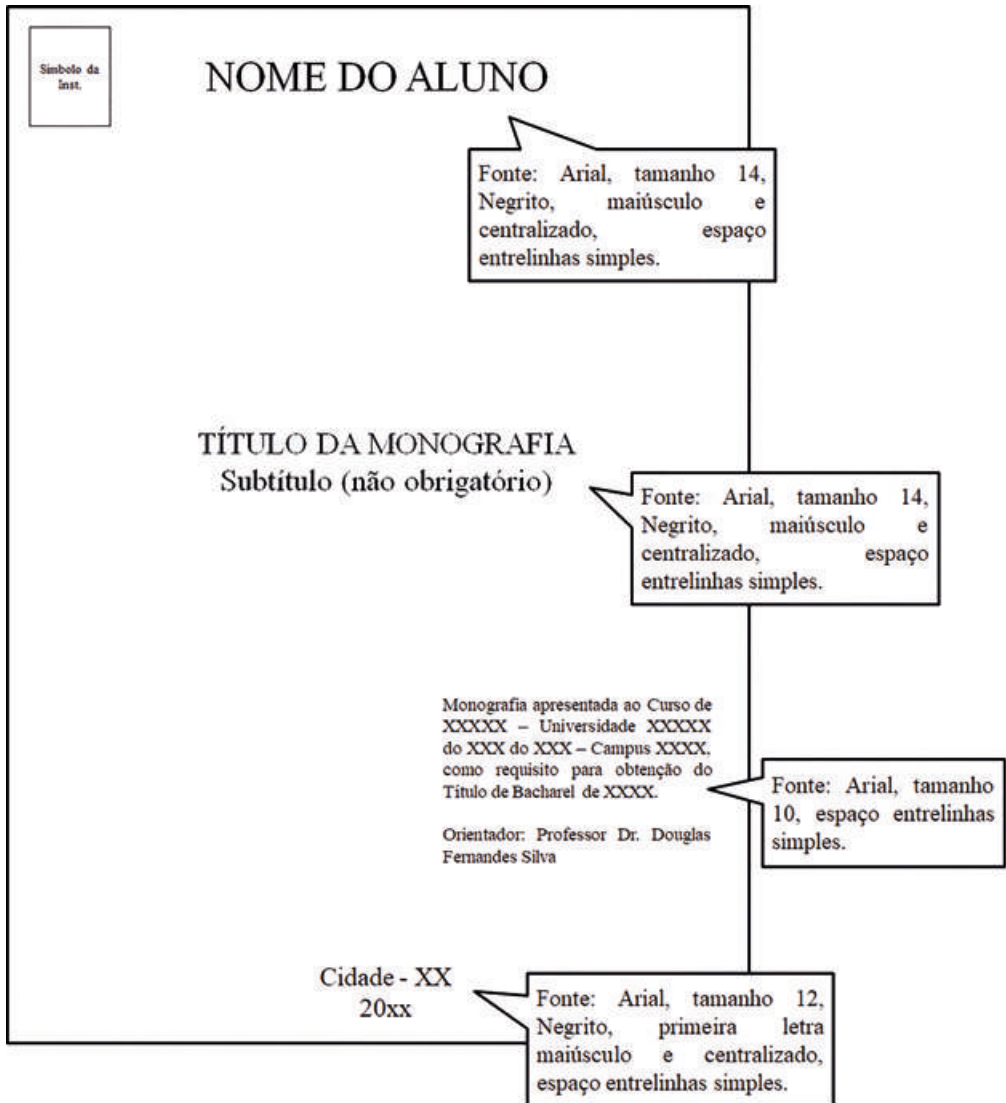 Simbolo da
Inst.
NOME DO ALUNO
Fonte: Arial, tamanho 14,
Negrito, maiúsculo e
centralizado, espaço
entrelinhas simples.
TÍTULO DA MONOGRAFIA
Subtítulo (não obrigatório)
Fonte: Arial, tamanho 14,
Negrito, maiúsculo e
centralizado, espaço
entrelinhas simples.
Monografia apresentada ao Curso de
XXXXX – Universidade XXXXX
do XXX do XXX – Campus XXXX,
como requisito para obtenção do
Título de Bacharel de XXXX.
Orientador: Professor Dr. Douglas
Fernandes Silva
Fonte: Arial, tamanho
10, espaço entrelinhas
simples.
Cidade - XX
20xx
Fonte: Arial, tamanho 12,
Negrito, primeira letra
maiúsculo e centralizado,
espaço entrelinhas simples.